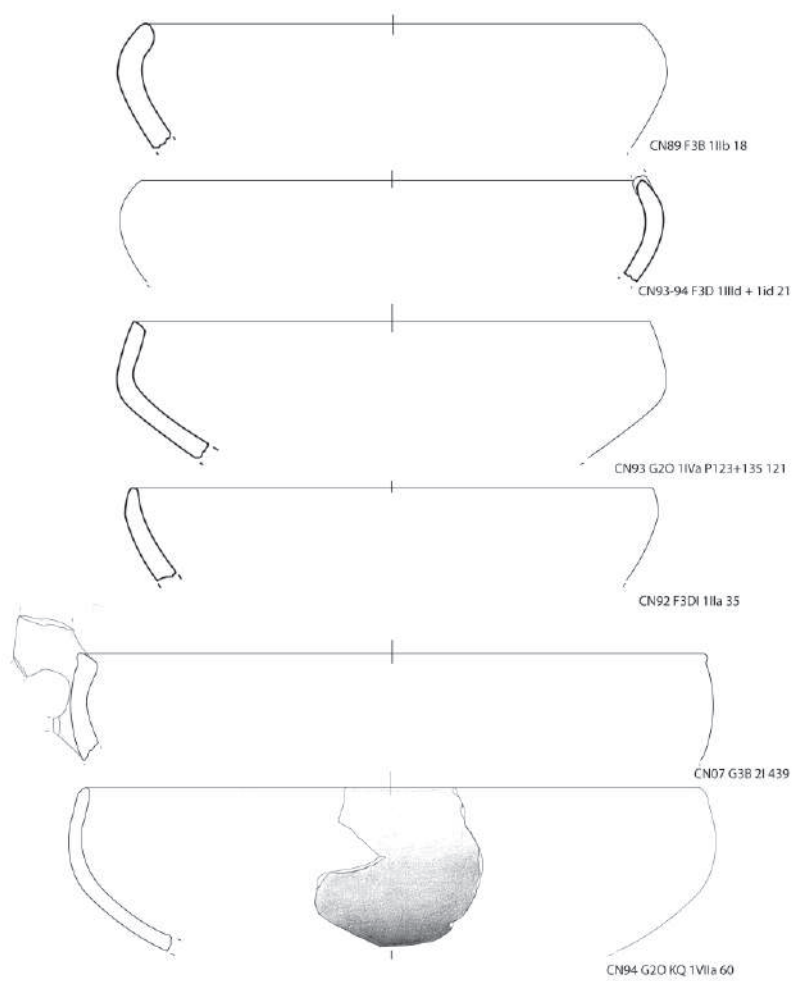 CN89 F3B 1IIb 18
CN93-94 F3D 1IIId + 1id 21
CN93 G2O 1IVa P123+135 121
CN92 F3DI 1IIa 35
CN07 G3B 2I 439
CN94 G2O KQ 1VIIa 60